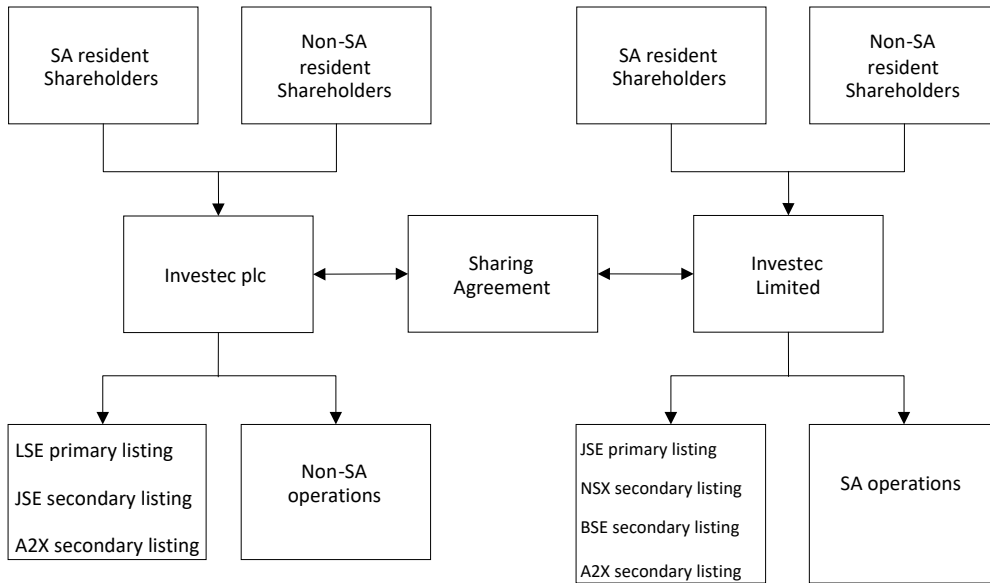 SA resident
Shareholders
Non-SA
resident
Shareholders
SA resident
Shareholders
Non-SA
resident
Shareholders
Investec plc
Sharing
Agreement
Investec
Limited
LSE primary listing
JSE secondary listing
A2X secondary listing
Non-SA
operations
JSE primary listing
NSX secondary listing
BSE secondary listing
A2X secondary listing
SA operations